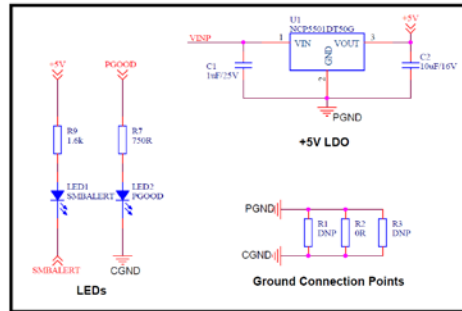 +5V
R9
1.6k
LED1
SMBALERT
SMBALERT
PGOOD
R7
750R
LED2
PGOOD
CGND
LEDs
VINP
C1
1uF/25V
U1
NCP5501DT50G
1
VIN
VOUT
3
GND
2
+5V
C2
10uF/16V
PGND
+5V LDO
PGND
R1
DNP
R2
0R
R3
DNP
CGND
Ground Connection Points